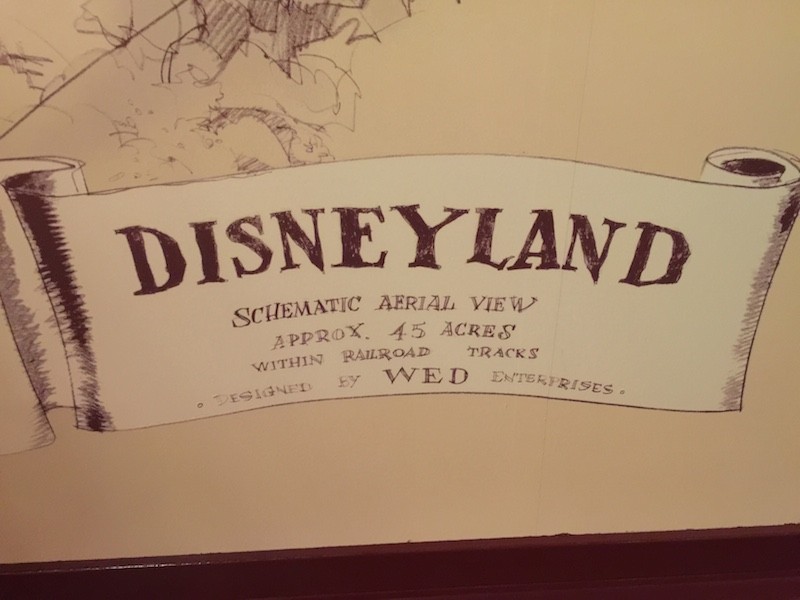 DISNEYLAND
SCHEMATIC AERIAL VIEW
APPROX. 45 ACRES
WITHIN RAILROAD TRACKS
DESIGNED BY WED ENTERPRISES.